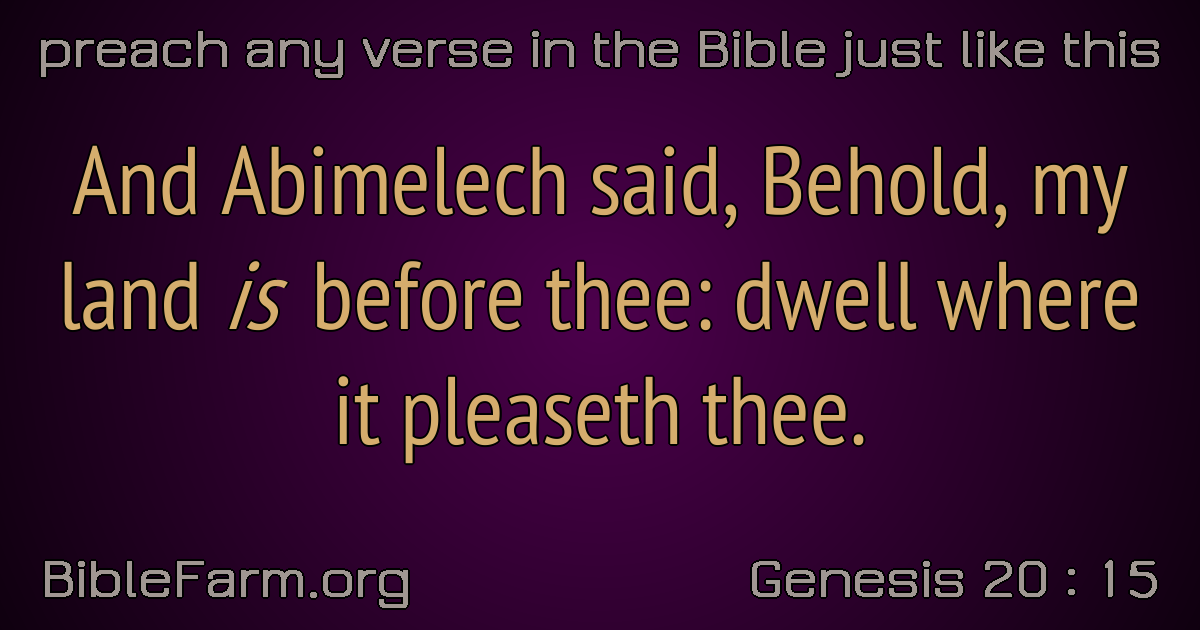 preach any verse in the Bible just like this
And Abimelech said, Behold, my
land is before thee: dwell where
it pleaseth thee.
BibleFarm.org
Genesis 20 : 15